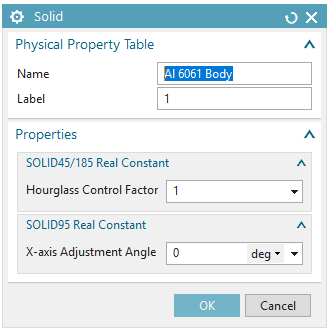 Solid
Physical Property Table
Name Al 6061 Body
Label 1
Properties
SOLID45/185 Real Constant
Hourglass Control Factor 1
SOLID95 Real Constant
X-axis Adjustment Angle 0 deg
OK Cancel